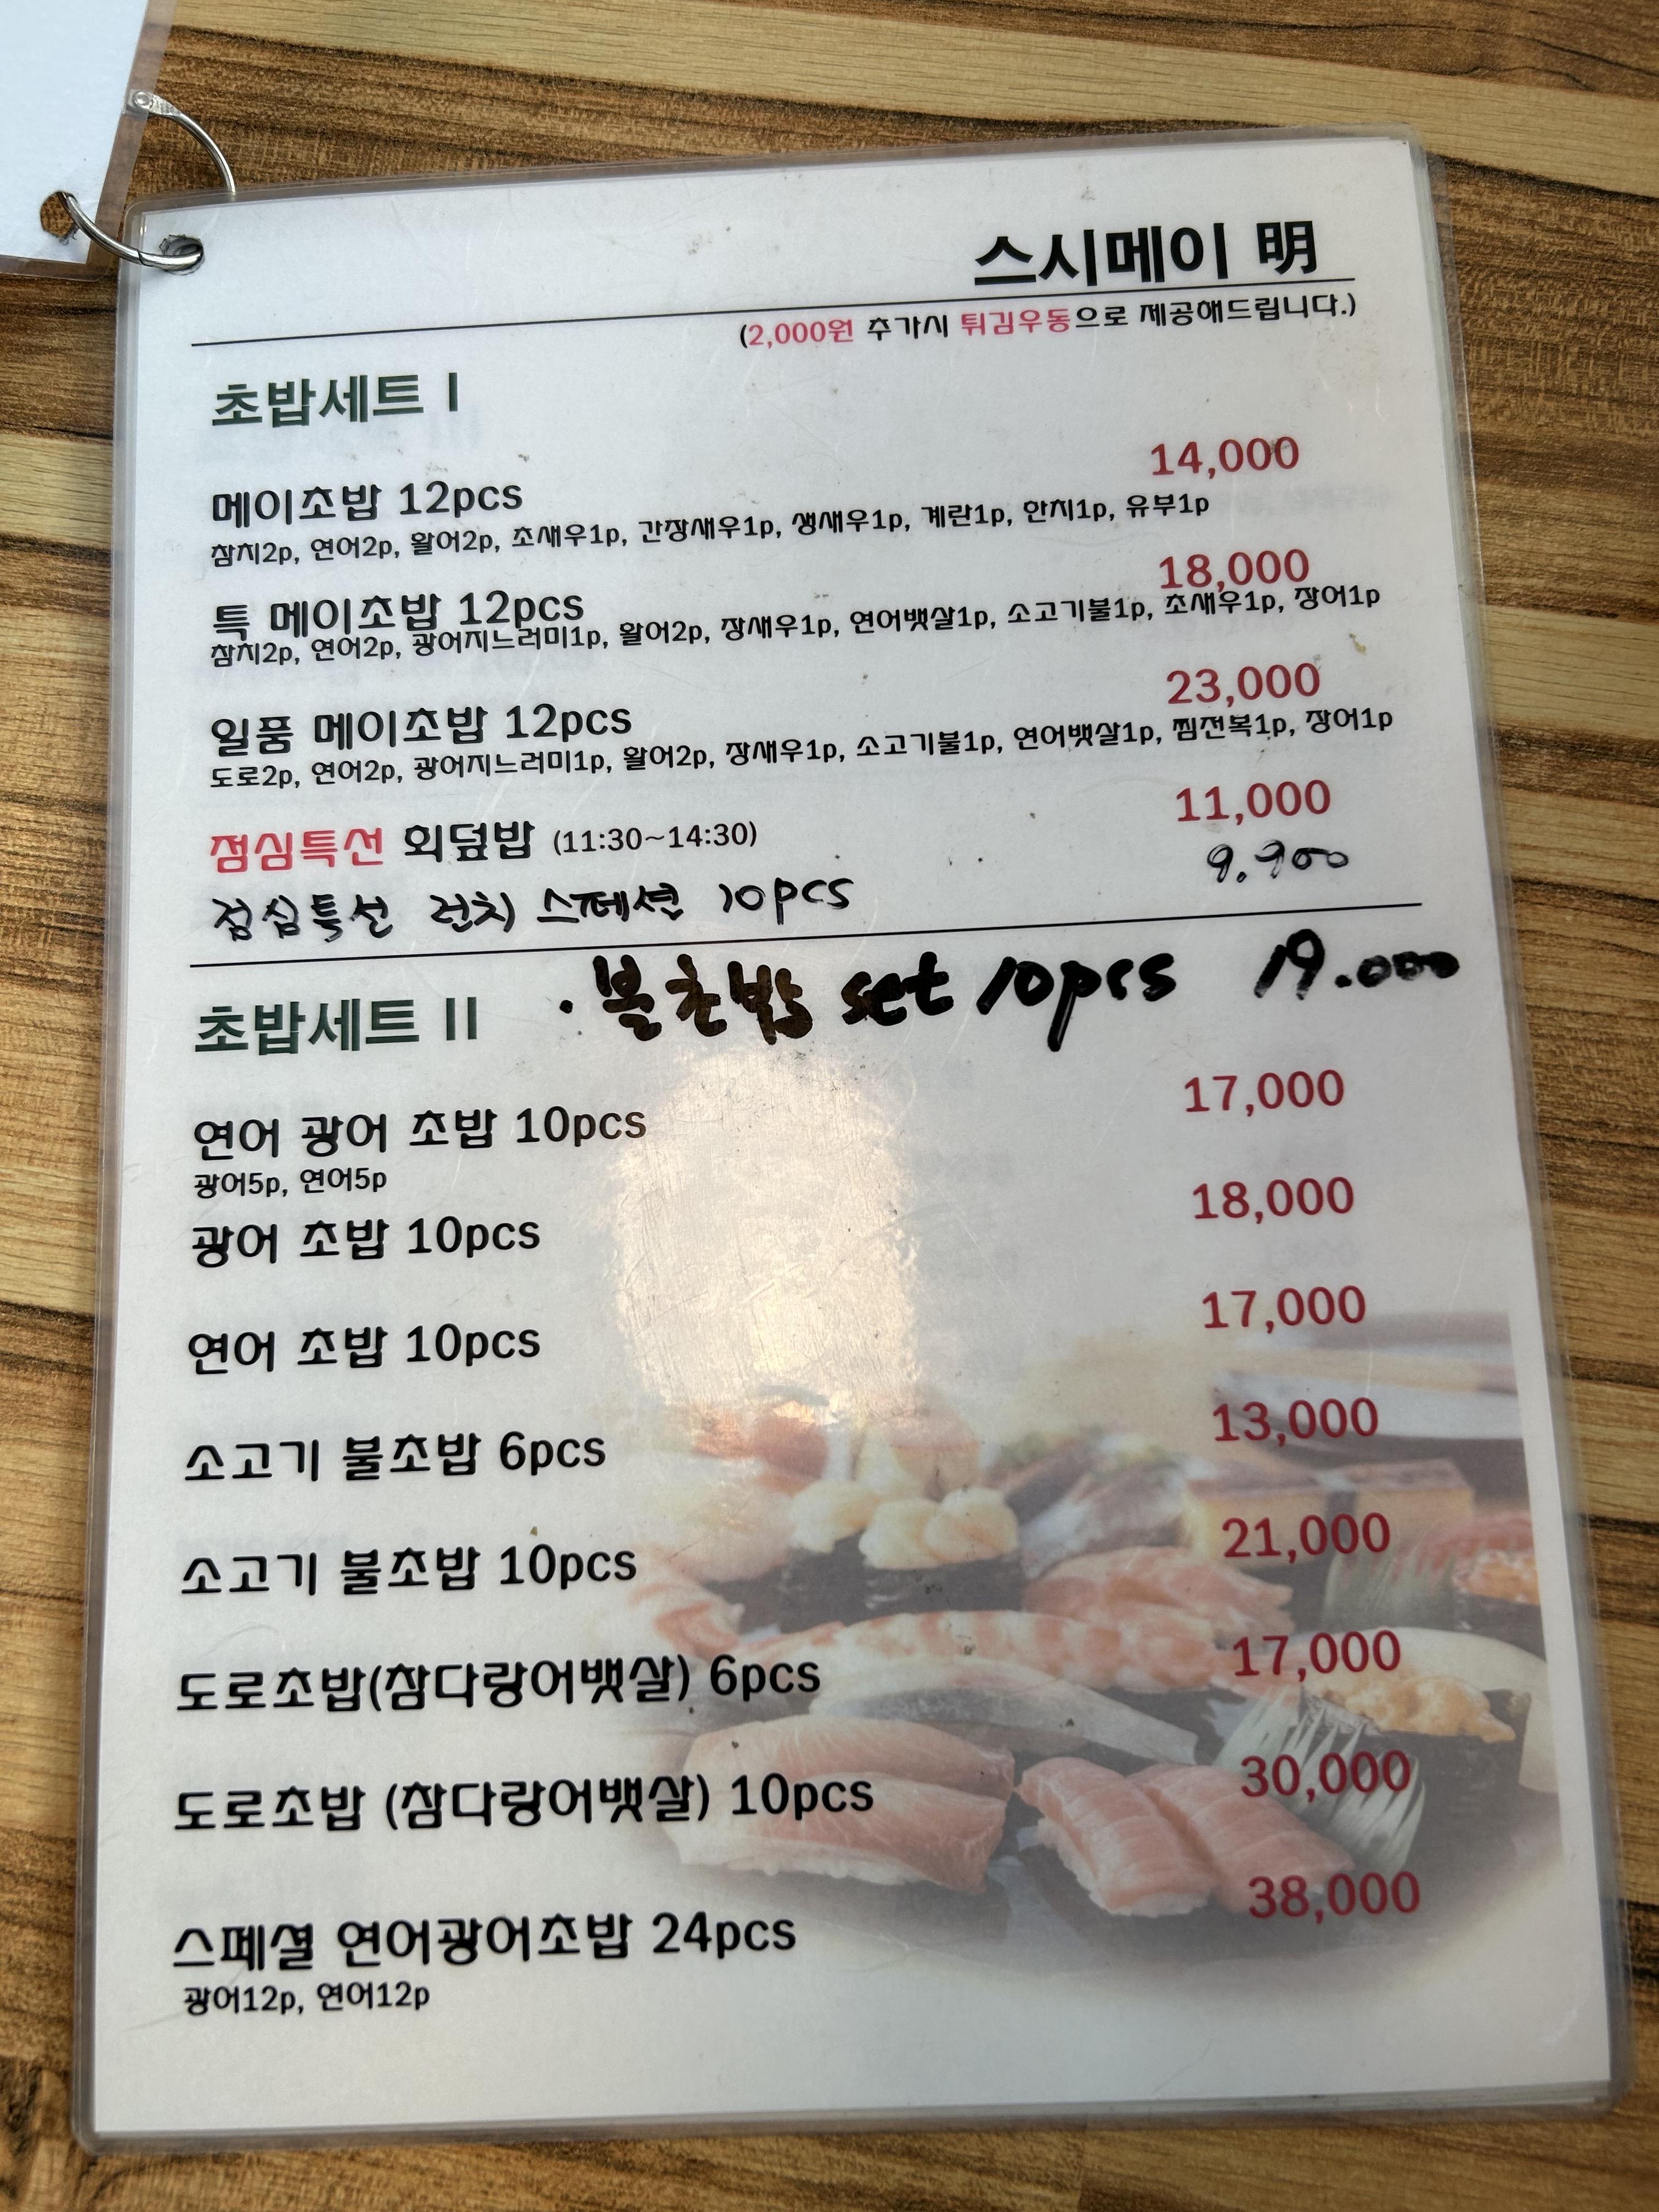 스시메이 明
(2,000원 추가시 튀김우동으로 제공해드립니다.)
초밥세트 I
메이초밥 12pcs 14,000
참치2p, 연어2p, 활어2p, 초새우1p, 간장새우1p, 생새우1p, 계란1p, 한치1p, 유부1p
특 메이초밥 12pcs 18,000
참치2p, 연어2p, 광어지느러미1p, 활어2p, 장새우1p, 연어뱃살1p, 소고기불1p, 초새우1p, 장어1p
일품 메이초밥 12pcs 23,000
도로2p, 연어2p, 광어지느러미1p, 활어2p, 장새우1p, 소고기불1p, 연어뱃살1p, 찜전복1p, 장어1p
점심특선 회덮밥 (11:30~14:30) 11,000
점심특선 런치 스페셜 10pcs 9.900
초밥세트 II · 불초밥 set 10pcs 19.000
연어 광어 초밥 10pcs 17,000
광어5p, 연어5p
광어 초밥 10pcs 18,000
연어 초밥 10pcs 17,000
소고기 불초밥 6pcs 13,000
소고기 불초밥 10pcs 21,000
도로초밥(참다랑어뱃살) 6pcs 17,000
도로초밥 (참다랑어뱃살) 10pcs 30,000
스페셜 연어광어초밥 24pcs 38,000
광어12p, 연어12p